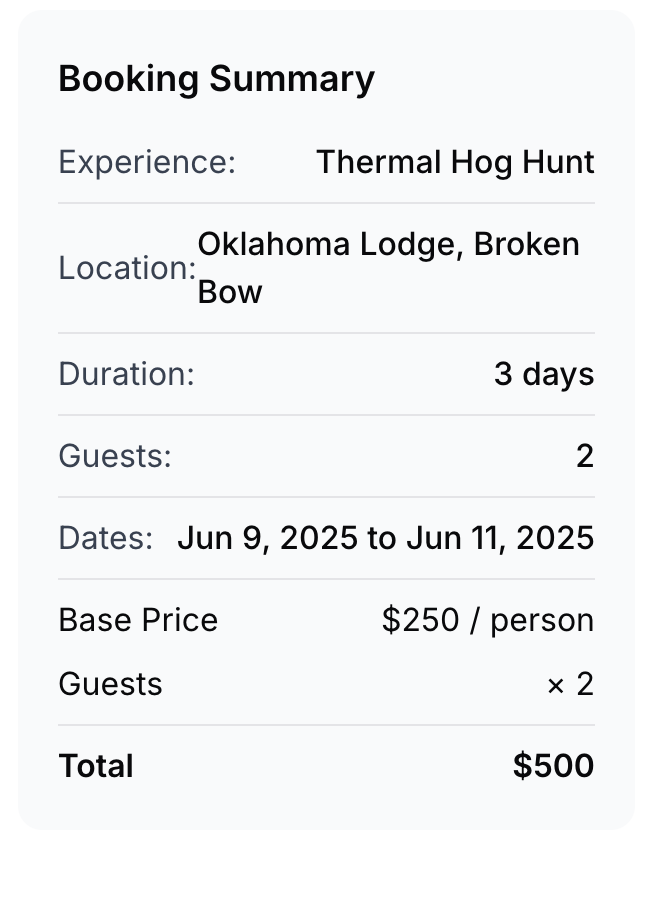 Booking Summary
Experience: Thermal Hog Hunt
Location: Oklahoma Lodge, Broken
Bow
Duration: 3 days
Guests: 2
Dates: Jun 9, 2025 to Jun 11, 2025
Base Price $250 / person
Guests × 2
Total $500